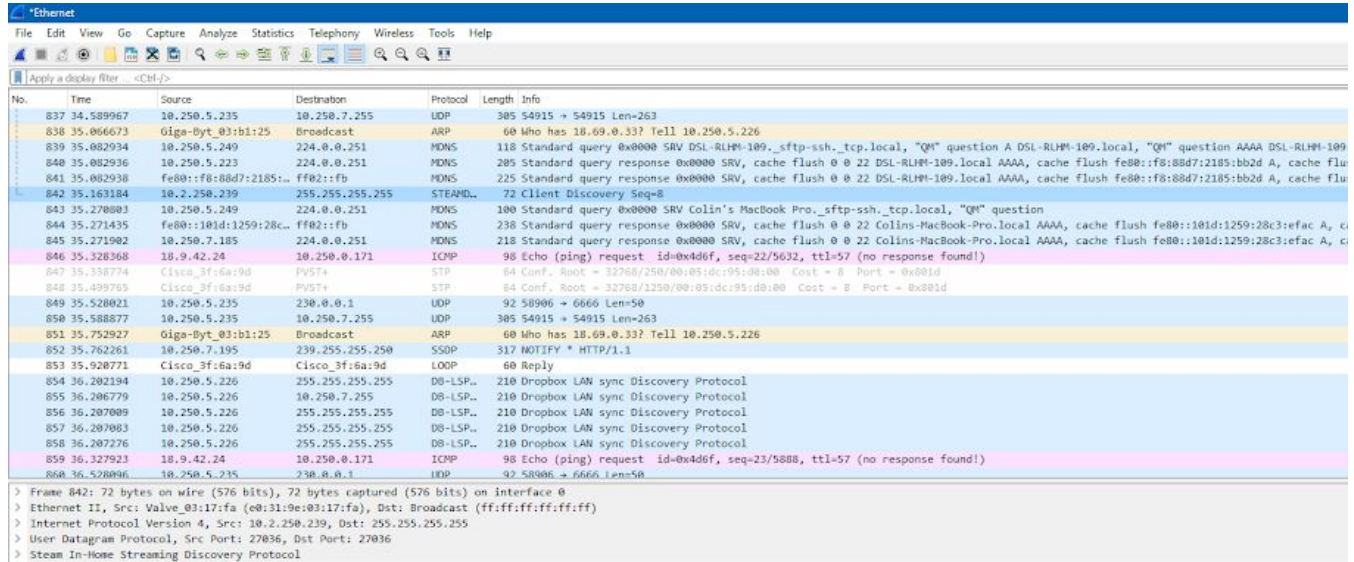 *Ethernet
File Edit View Go Capture Analyze Statistics Telephony Wireless Tools Help
Apply a display filter ... <Ctrl-/>
No. Time Source Destination Protocol Length Info
837 34.589967 10.250.5.235 10.250.7.255 UDP 305 54915 → 54915 Len=263
838 35.066673 Giga-Byt_03:b1:25 Broadcast ARP 60 Who has 18.69.0.33? Tell 10.250.5.226
839 35.082934 10.250.5.249 224.0.0.251 MDNS 118 Standard query 0x0000 SRV DSL-RLHM-109._sftp-ssh._tcp.local, "QM" question A DSL-RLHM-109.local, "QM" question AAAA DSL-RLHM-109
840 35.082936 10.250.5.223 224.0.0.251 MDNS 205 Standard query response 0x0000 SRV, cache flush 0 0 22 DSL-RLHM-109.local AAAA, cache flush fe80::f8:88d7:2185:bb2d A, cache flu
841 35.082938 fe80::f8:88d7:2185:… ff02::fb MDNS 225 Standard query response 0x0000 SRV, cache flush 0 0 22 DSL-RLHM-109.local AAAA, cache flush fe80::f8:88d7:2185:bb2d A, cache flu
842 35.163184 10.2.250.239 255.255.255.255 STEAMD… 72 Client Discovery Seq=8
843 35.270803 10.250.5.249 224.0.0.251 MDNS 100 Standard query 0x0000 SRV Colin's MacBook Pro._sftp-ssh._tcp.local, "QM" question
844 35.271435 fe80::101d:1259:28c… ff02::fb MDNS 238 Standard query response 0x0000 SRV, cache flush 0 0 22 Colins-MacBook-Pro.local AAAA, cache flush fe80::101d:1259:28c3:efac A, ca
845 35.271902 10.250.7.185 224.0.0.251 MDNS 218 Standard query response 0x0000 SRV, cache flush 0 0 22 Colins-MacBook-Pro.local AAAA, cache flush fe80::101d:1259:28c3:efac A, ca
846 35.328368 18.9.42.24 10.250.0.171 ICMP 98 Echo (ping) request id=0x4d6f, seq=22/5632, ttl=57 (no response found!)
847 35.338774 Cisco_3f:6a:9d PVST+ STP 64 Conf. Root = 32768/250/00:05:dc:95:d0:00 Cost = 8 Port = 0x801d
848 35.499765 Cisco_3f:6a:9d PVST+ STP 64 Conf. Root = 32768/1250/00:05:dc:95:d0:00 Cost = 8 Port = 0x801d
849 35.528021 10.250.5.235 230.0.0.1 UDP 92 58906 → 6666 Len=50
850 35.588877 10.250.5.235 10.250.7.255 UDP 305 54915 → 54915 Len=263
851 35.752927 Giga-Byt_03:b1:25 Broadcast ARP 60 Who has 18.69.0.33? Tell 10.250.5.226
852 35.762261 10.250.7.195 239.255.255.250 SSDP 317 NOTIFY * HTTP/1.1
853 35.920771 Cisco_3f:6a:9d Cisco_3f:6a:9d LOOP 60 Reply
854 36.202194 10.250.5.226 255.255.255.255 DB-LSP… 210 Dropbox LAN sync Discovery Protocol
855 36.206779 10.250.5.226 10.250.7.255 DB-LSP… 210 Dropbox LAN sync Discovery Protocol
856 36.207009 10.250.5.226 255.255.255.255 DB-LSP… 210 Dropbox LAN sync Discovery Protocol
857 36.207083 10.250.5.226 255.255.255.255 DB-LSP… 210 Dropbox LAN sync Discovery Protocol
858 36.207276 10.250.5.226 255.255.255.255 DB-LSP… 210 Dropbox LAN sync Discovery Protocol
859 36.327923 18.9.42.24 10.250.0.171 ICMP 98 Echo (ping) request id=0x4d6f, seq=23/5888, ttl=57 (no response found!)
860 36.528096 10.250.5.235 230.0.0.1 UDP 92 58906 → 6666 Len=50
> Frame 842: 72 bytes on wire (576 bits), 72 bytes captured (576 bits) on interface 0
> Ethernet II, Src: Valve_03:17:fa (e0:31:9e:03:17:fa), Dst: Broadcast (ff:ff:ff:ff:ff:ff)
> Internet Protocol Version 4, Src: 10.2.250.239, Dst: 255.255.255.255
> User Datagram Protocol, Src Port: 27036, Dst Port: 27036
> Steam In-Home Streaming Discovery Protocol